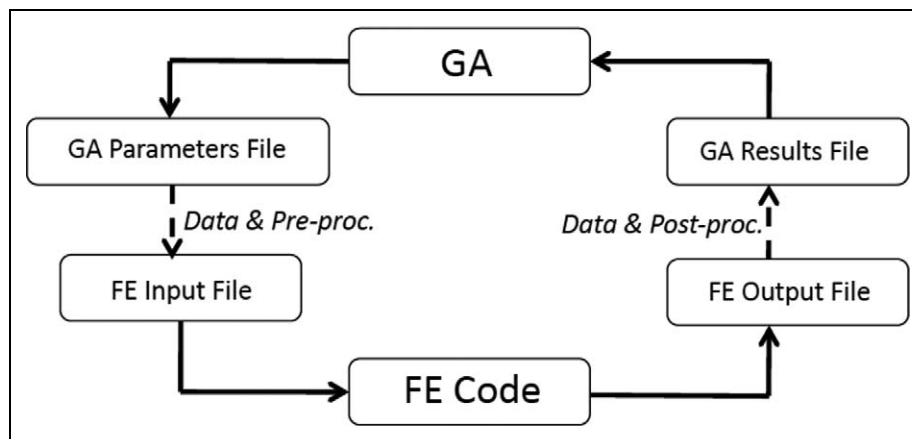 GA
GA Parameters File
GA Results File
Data & Pre-proc.
Data & Post-proc.
FE Input File
FE Output File
FE Code